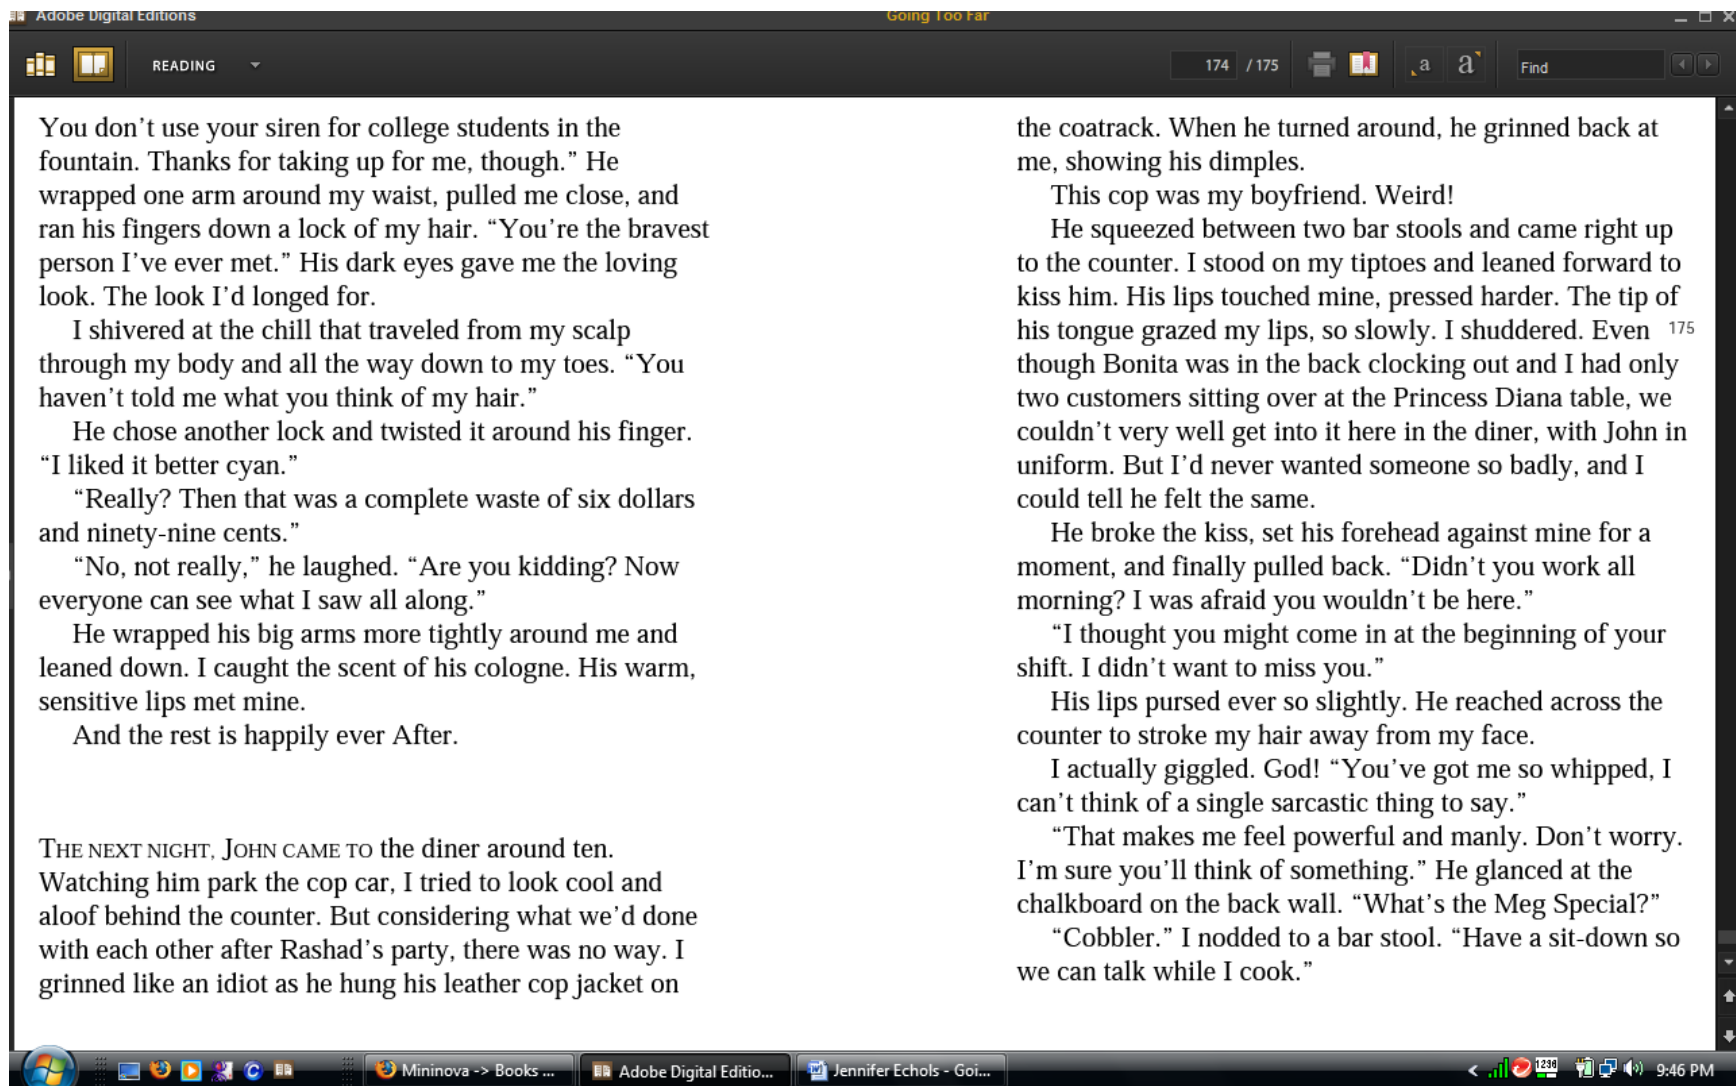 Adobe Digital Editions
Going Too Far
READING
174 / 175
a
a
Find
You don’t use your siren for college students in the
fountain. Thanks for taking up for me, though.” He
wrapped one arm around my waist, pulled me close, and
ran his fingers down a lock of my hair. “You’re the bravest
person I’ve ever met.” His dark eyes gave me the loving
look. The look I’d longed for.
I shivered at the chill that traveled from my scalp
through my body and all the way down to my toes. “You
haven’t told me what you think of my hair.”
He chose another lock and twisted it around his finger.
“I liked it better cyan.”
“Really? Then that was a complete waste of six dollars
and ninety-nine cents.”
“No, not really,” he laughed. “Are you kidding? Now
everyone can see what I saw all along.”
He wrapped his big arms more tightly around me and
leaned down. I caught the scent of his cologne. His warm,
sensitive lips met mine.
And the rest is happily ever After.
THE NEXT NIGHT, JOHN CAME TO the diner around ten.
Watching him park the cop car, I tried to look cool and
aloof behind the counter. But considering what we’d done
with each other after Rashad’s party, there was no way. I
grinned like an idiot as he hung his leather cop jacket on
the coatrack. When he turned around, he grinned back at
me, showing his dimples.
This cop was my boyfriend. Weird!
He squeezed between two bar stools and came right up
to the counter. I stood on my tiptoes and leaned forward to
kiss him. His lips touched mine, pressed harder. The tip of
his tongue grazed my lips, so slowly. I shuddered. Even 175
though Bonita was in the back clocking out and I had only
two customers sitting over at the Princess Diana table, we
couldn’t very well get into it here in the diner, with John in
uniform. But I’d never wanted someone so badly, and I
could tell he felt the same.
He broke the kiss, set his forehead against mine for a
moment, and finally pulled back. “Didn’t you work all
morning? I was afraid you wouldn’t be here.”
“I thought you might come in at the beginning of your
shift. I didn’t want to miss you.”
His lips pursed ever so slightly. He reached across the
counter to stroke my hair away from my face.
I actually giggled. God! “You’ve got me so whipped, I
can’t think of a single sarcastic thing to say.”
“That makes me feel powerful and manly. Don’t worry.
I’m sure you’ll think of something.” He glanced at the
chalkboard on the back wall. “What’s the Meg Special?”
“Cobbler.” I nodded to a bar stool. “Have a sit-down so
we can talk while I cook.”
Mininova -> Books ...
Adobe Digital Editio...
Jennifer Echols - Goi...
9:46 PM